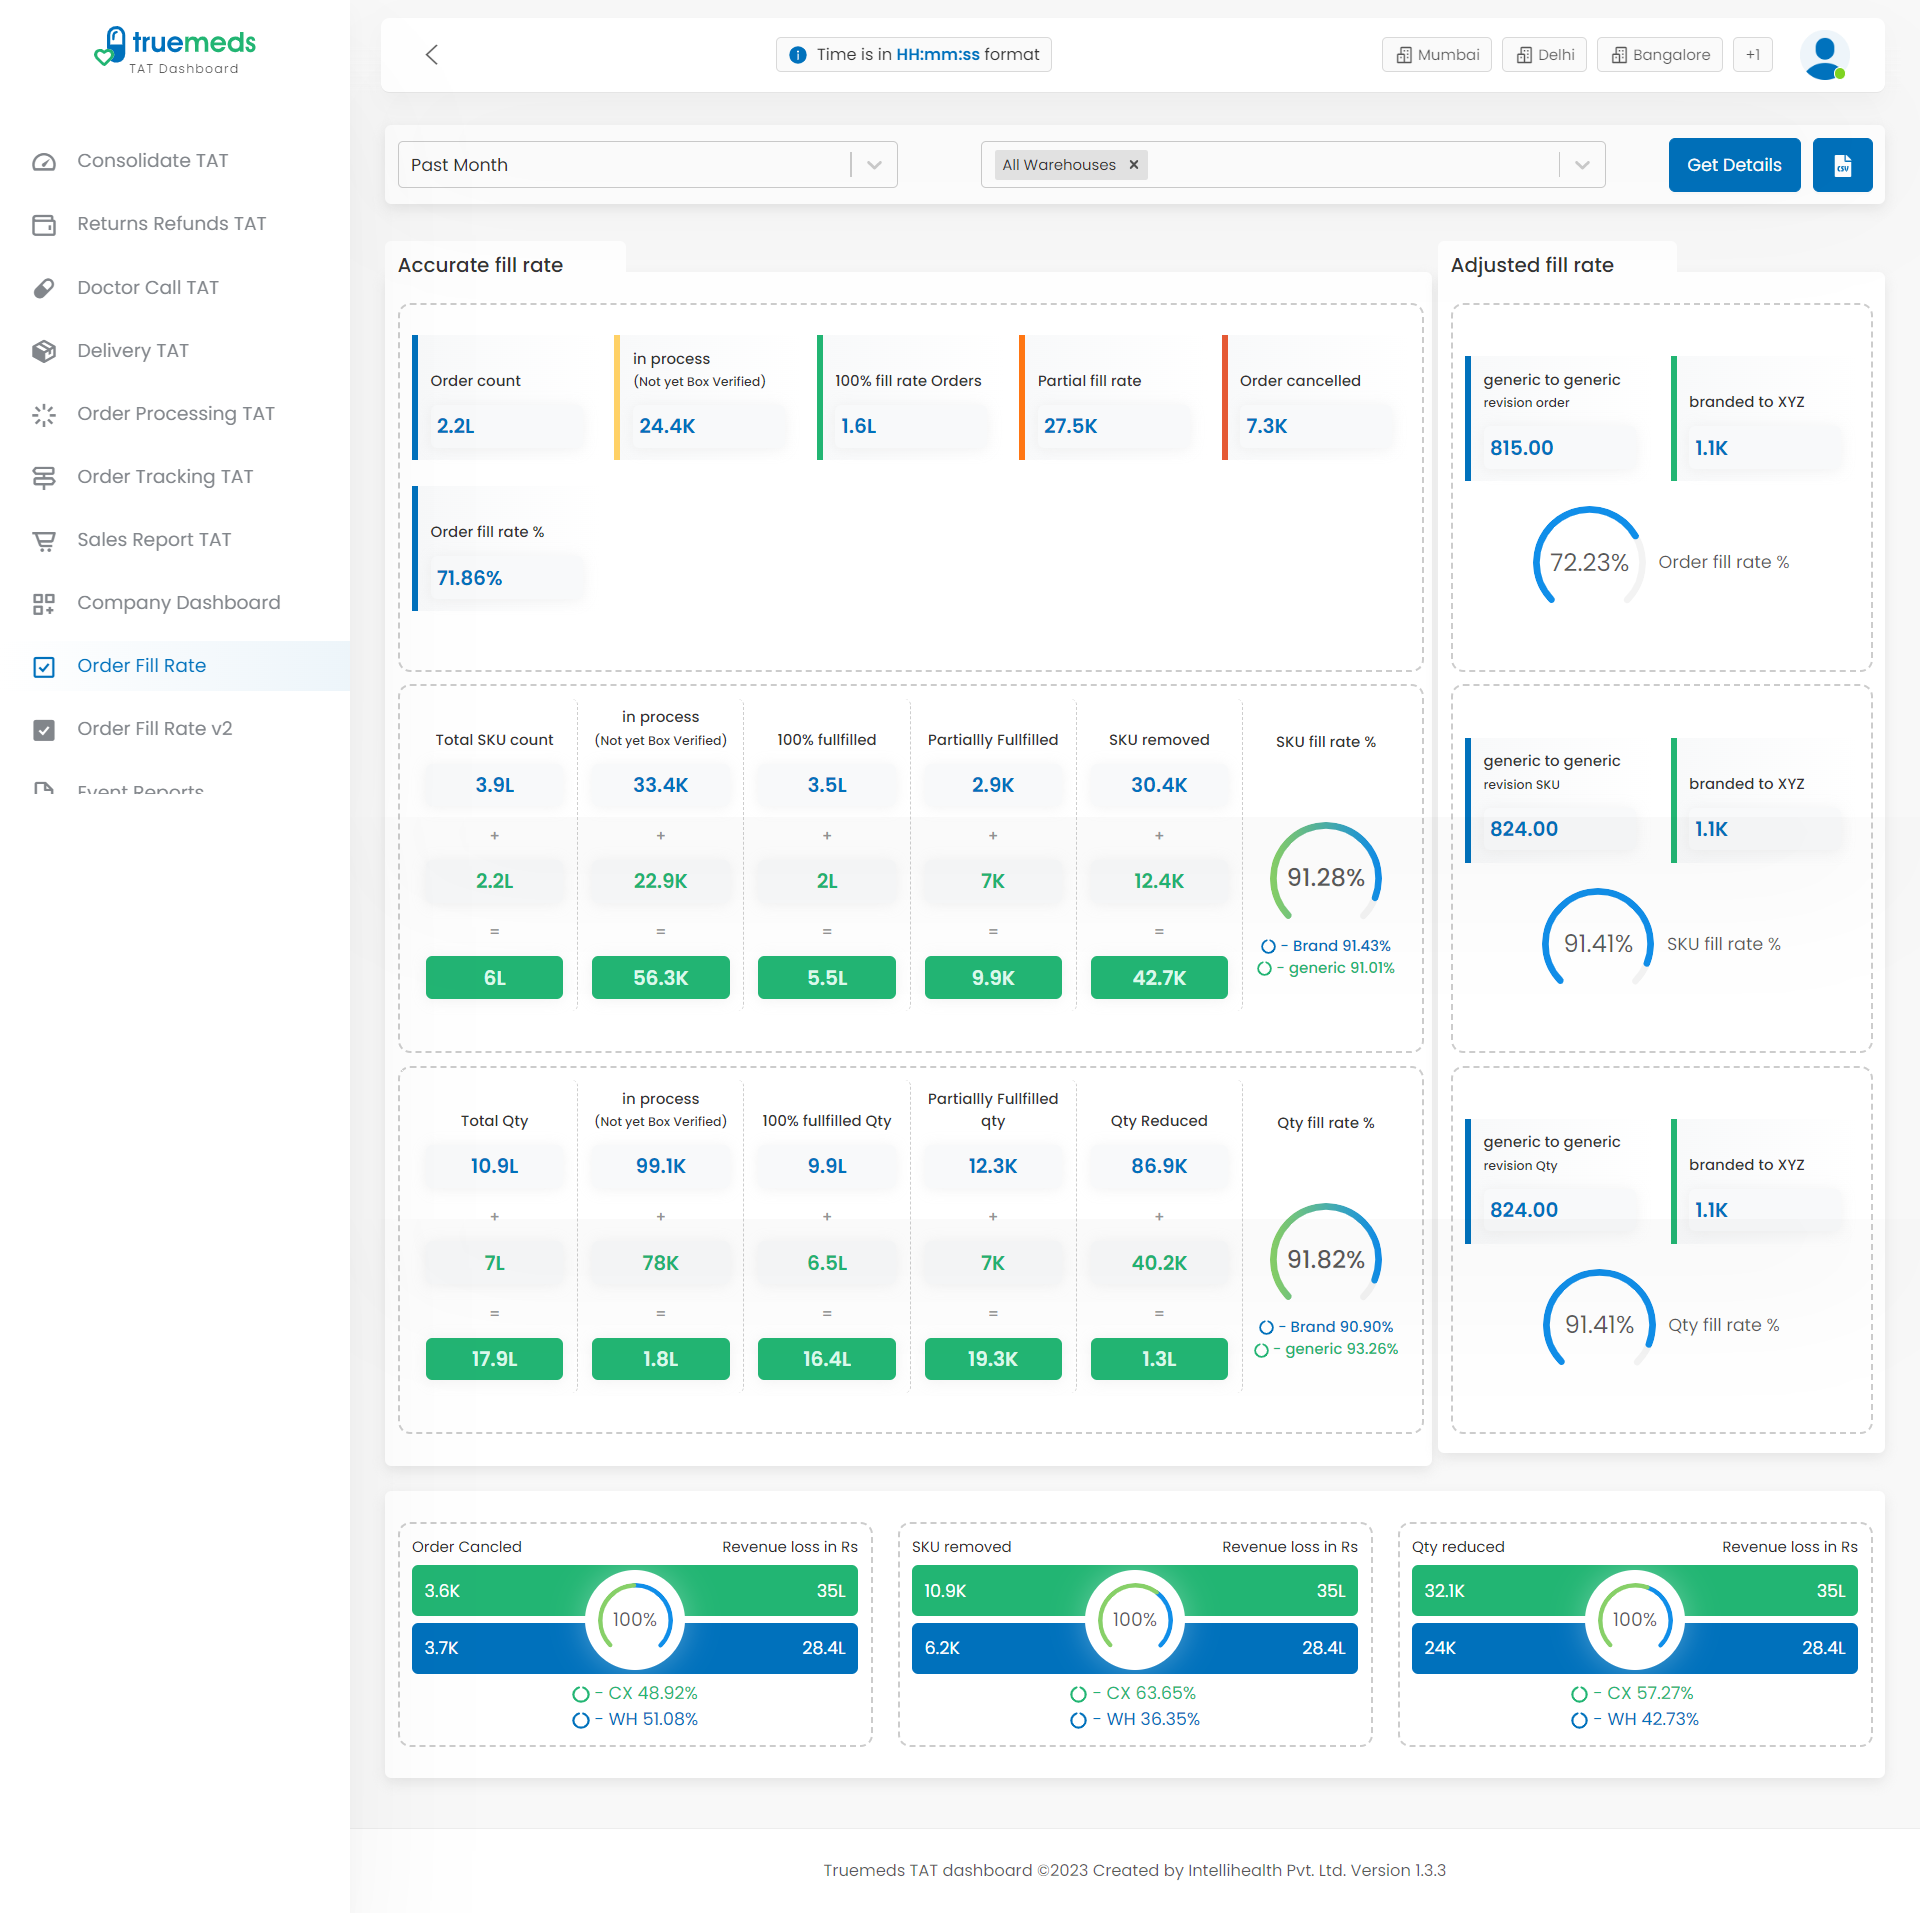 truemeds
TAT Dashboard
Consolidate TAT
Returns Refunds TAT
Doctor Call TAT
Delivery TAT
Order Processing TAT
Order Tracking TAT
Sales Report TAT
Company Dashboard
Order Fill Rate
Order Fill Rate v2
Event Reports
Time is in HH:mm:ss format
Mumbai Delhi Bangalore +1
Past Month
All Warehouses
Get Details
CSV
Accurate fill rate
Order count
2.2L
in process
(Not yet Box Verified)
24.4K
100% fill rate Orders
1.6L
Partial fill rate
27.5K
Order cancelled
7.3K
Order fill rate %
71.86%
Total SKU count
3.9L
+
2.2L
=
6L
in process
(Not yet Box Verified)
33.4K
+
22.9K
=
56.3K
100% fullfilled
3.5L
+
2L
=
5.5L
Partiallly Fullfilled
2.9K
+
7K
=
9.9K
SKU removed
30.4K
+
12.4K
=
42.7K
SKU fill rate %
91.28%
- Brand 91.43%
- generic 91.01%
Total Qty
10.9L
+
7L
=
17.9L
in process
(Not yet Box Verified)
99.1K
+
78K
=
1.8L
100% fullfilled Qty
9.9L
+
6.5L
=
16.4L
Partiallly Fullfilled
qty
12.3K
+
7K
=
19.3K
Qty Reduced
86.9K
+
40.2K
=
1.3L
Qty fill rate %
91.82%
- Brand 90.90%
- generic 93.26%
Adjusted fill rate
generic to generic
revision order
815.00
branded to XYZ
1.1K
72.23% Order fill rate %
generic to generic
revision SKU
824.00
branded to XYZ
1.1K
91.41% SKU fill rate %
generic to generic
revision Qty
824.00
branded to XYZ
1.1K
91.41% Qty fill rate %
Order Cancled Revenue loss in Rs
3.6K 35L
100%
3.7K 28.4L
- CX 48.92%
- WH 51.08%
SKU removed Revenue loss in Rs
10.9K 35L
100%
6.2K 28.4L
- CX 63.65%
- WH 36.35%
Qty reduced Revenue loss in Rs
32.1K 35L
100%
24K 28.4L
- CX 57.27%
- WH 42.73%
Truemeds TAT dashboard ©2023 Created by Intellihealth Pvt. Ltd. Version 1.3.3